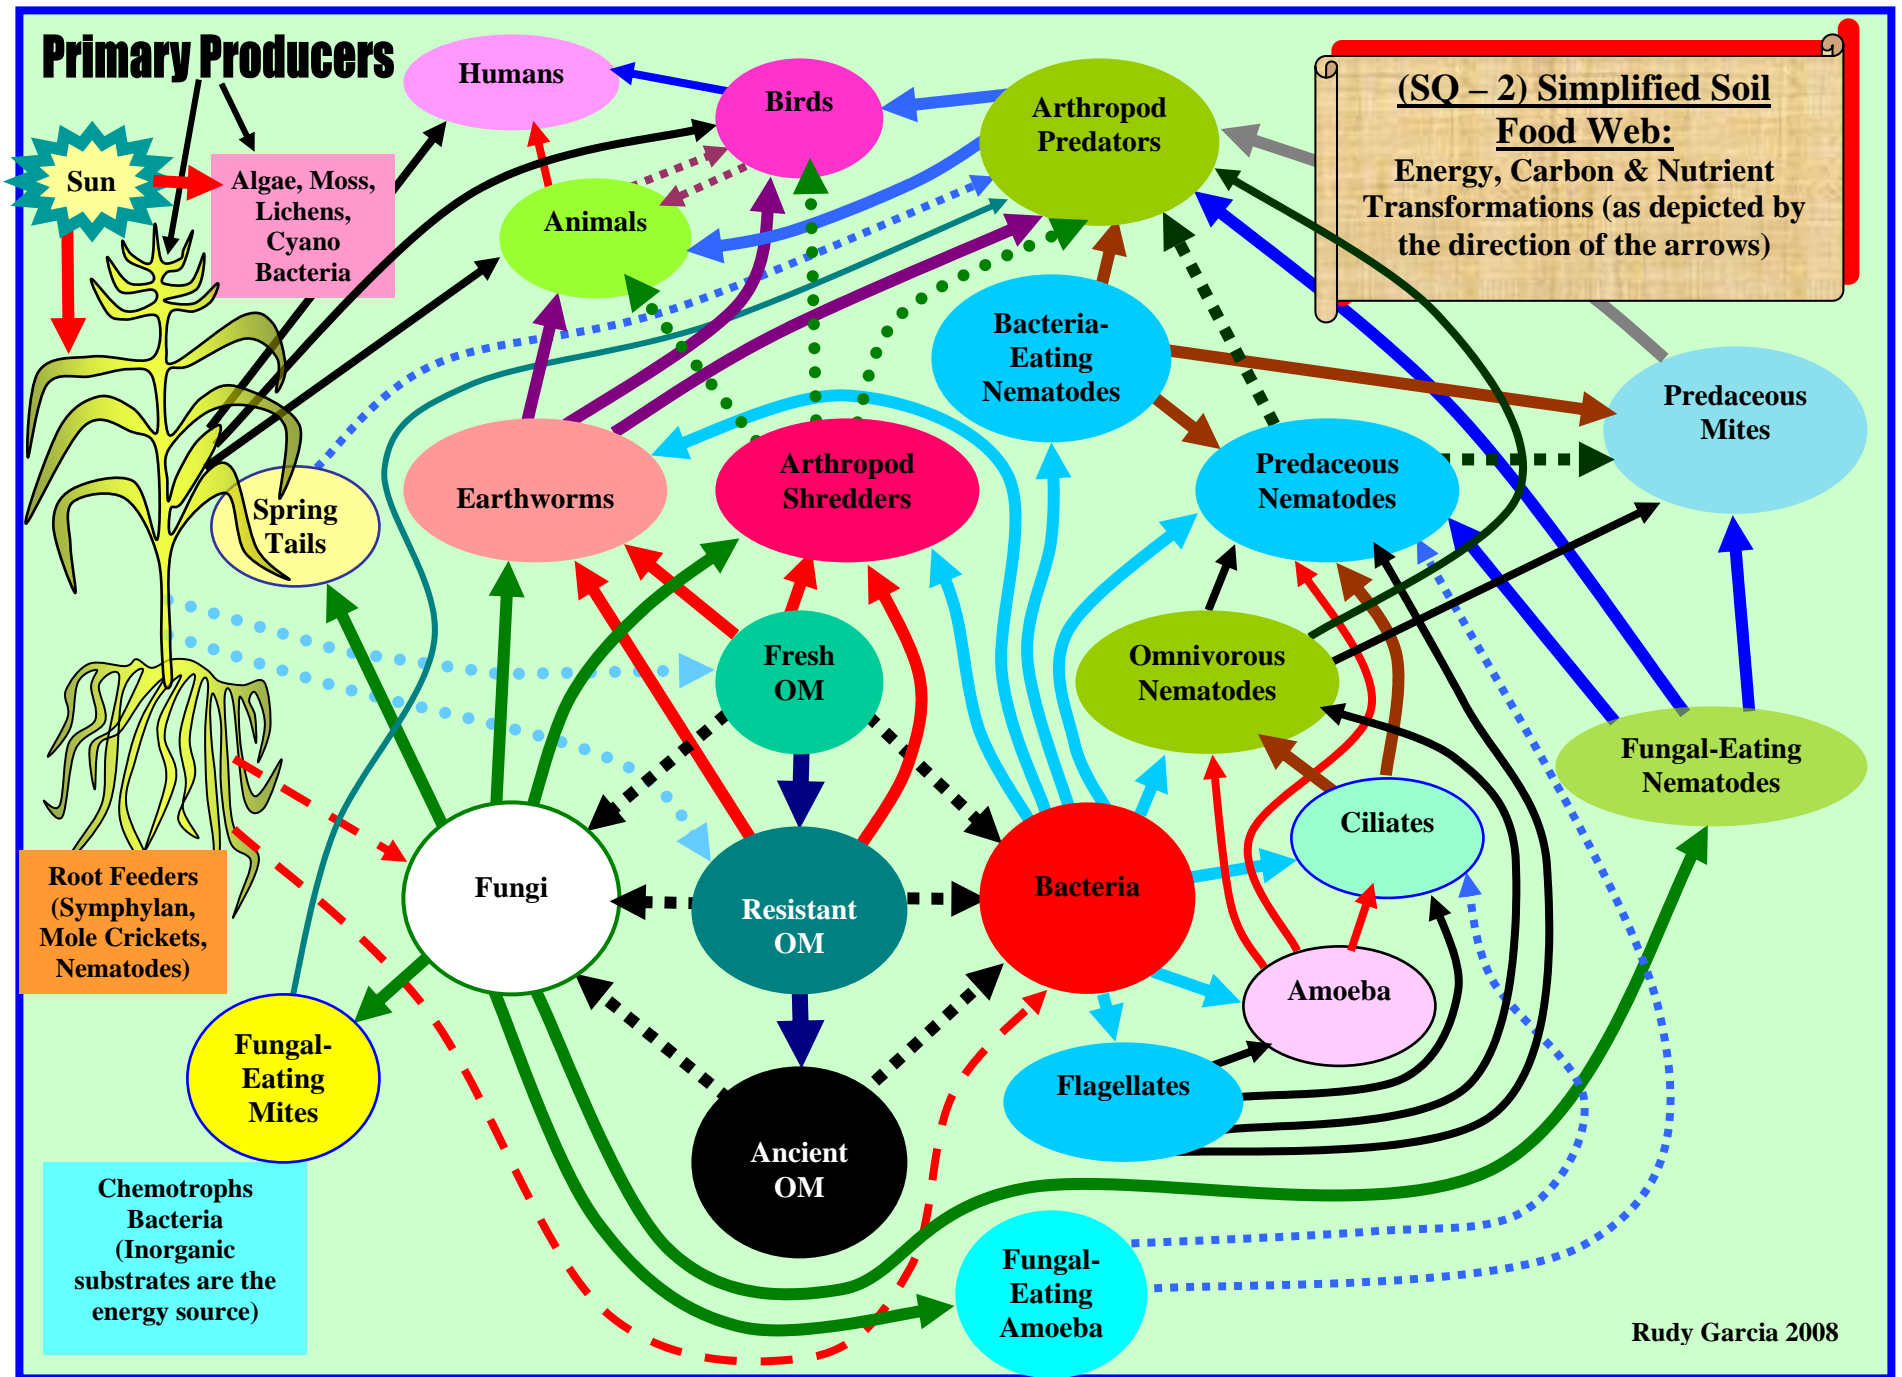 Primary Producers
Humans
Birds
Arthropod
Predators
(SQ – 2) Simplified Soil
Food Web:
Energy, Carbon & Nutrient
Transformations (as depicted by
the direction of the arrows)
Sun
Algae, Moss,
Lichens,
Cyano
Bacteria
Animals
Bacteria-
Eating
Nematodes
Predaceous
Mites
Spring
Tails
Earthworms
Arthropod
Shredders
Predaceous
Nematodes
Fresh
OM
Omnivorous
Nematodes
Fungal-Eating
Nematodes
Ciliates
Root Feeders
(Symphylan,
Mole Crickets,
Nematodes)
Fungi
Resistant
OM
Bacteria
Amoeba
Fungal-
Eating
Mites
Flagellates
Ancient
OM
Chemotrophs
Bacteria
(Inorganic
substrates are the
energy source)
Fungal-
Eating
Amoeba
Rudy Garcia 2008